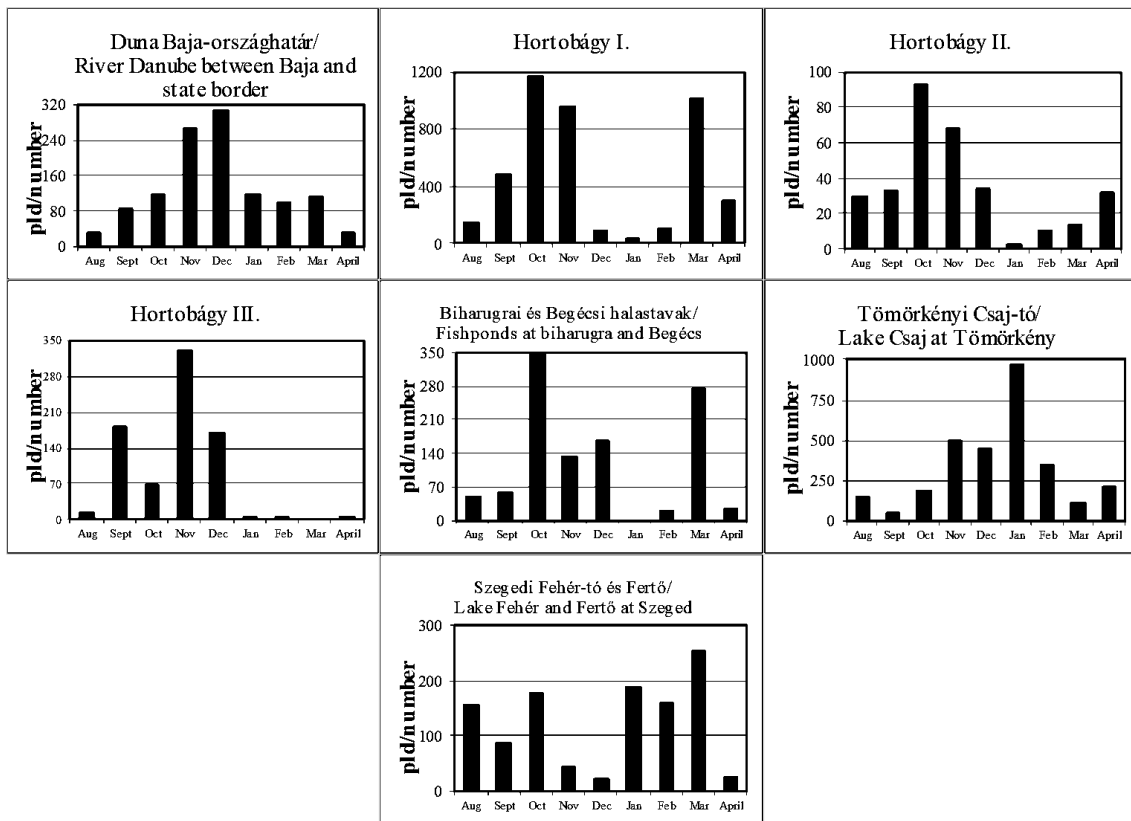 Duna Baja-országhatár/
River Danube between Baja and
state border
pld/number
320
240
160
80
0
Aug Sept Oct Nov Dec Jan Feb Mar April
Hortobágy I.
pld/number
1200
800
400
0
Aug Sept Oct Nov Dec Jan Feb Mar April
Hortobágy II.
pld/number
100
80
60
40
20
0
Aug Sept Oct Nov Dec Jan Feb Mar April
Hortobágy III.
pld/number
350
280
210
140
70
0
Aug Sept Oct Nov Dec Jan Feb Mar April
Biharugrai és Begécsi halastavak/
Fishponds at biharugra and Begécs
pld/number
350
280
210
140
70
0
Aug Sept Oct Nov Dec Jan Feb Mar April
Tömörkényi Csaj-tó/
Lake Csaj at Tömörkény
pld/number
1000
750
500
250
0
Aug Sept Oct Nov Dec Jan Feb Mar April
Szegedi Fehér-tó és Fertő/
Lake Fehér and Fertő at Szeged
pld/number
300
200
100
0
Aug Sept Oct Nov Dec Jan Feb Mar April